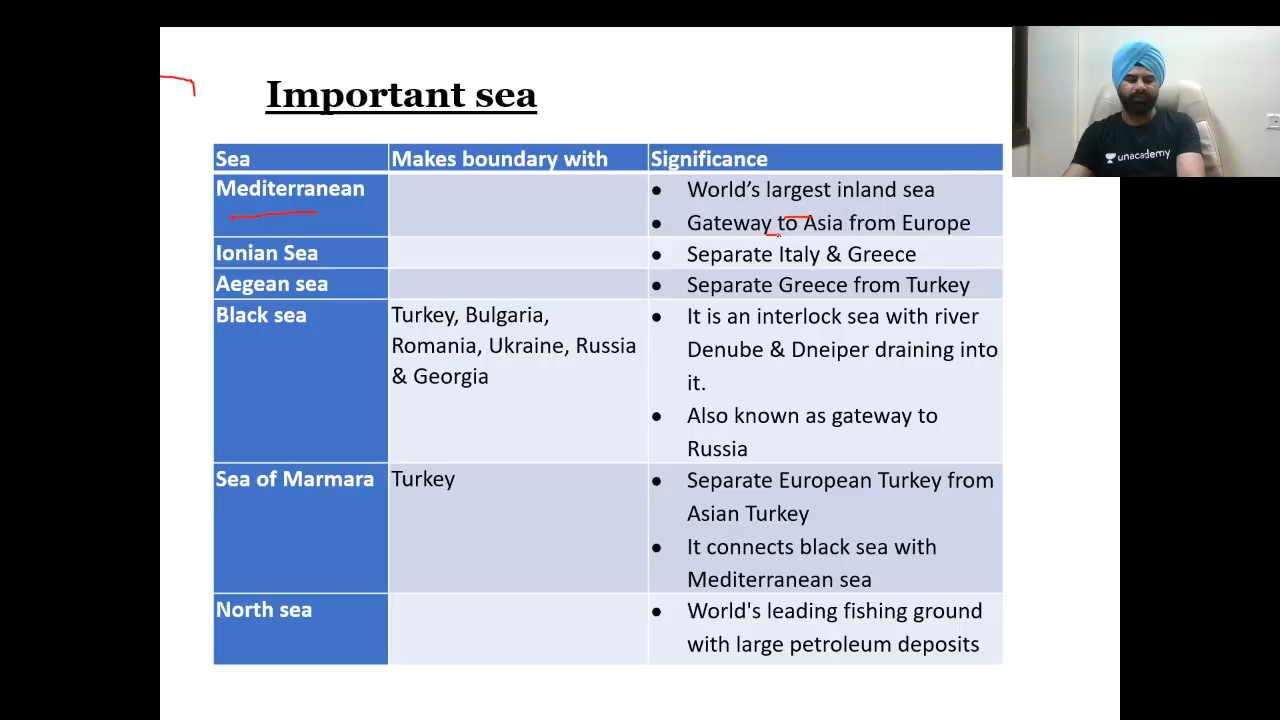 Important sea
Sea Makes boundary with Significance
Mediterranean
● World’s largest inland sea
● Gateway to Asia from Europe
Ionian Sea ● Separate Italy & Greece
Aegean sea ● Separate Greece from Turkey
Black sea
Turkey, Bulgaria,
Romania, Ukraine, Russia
& Georgia
● It is an interlock sea with river
Denube & Dneiper draining into
it.
● Also known as gateway to
Russia
Sea of Marmara Turkey
● Separate European Turkey from
Asian Turkey
● It connects black sea with
Mediterranean sea
North sea
● World's leading fishing ground
with large petroleum deposits
unacademy